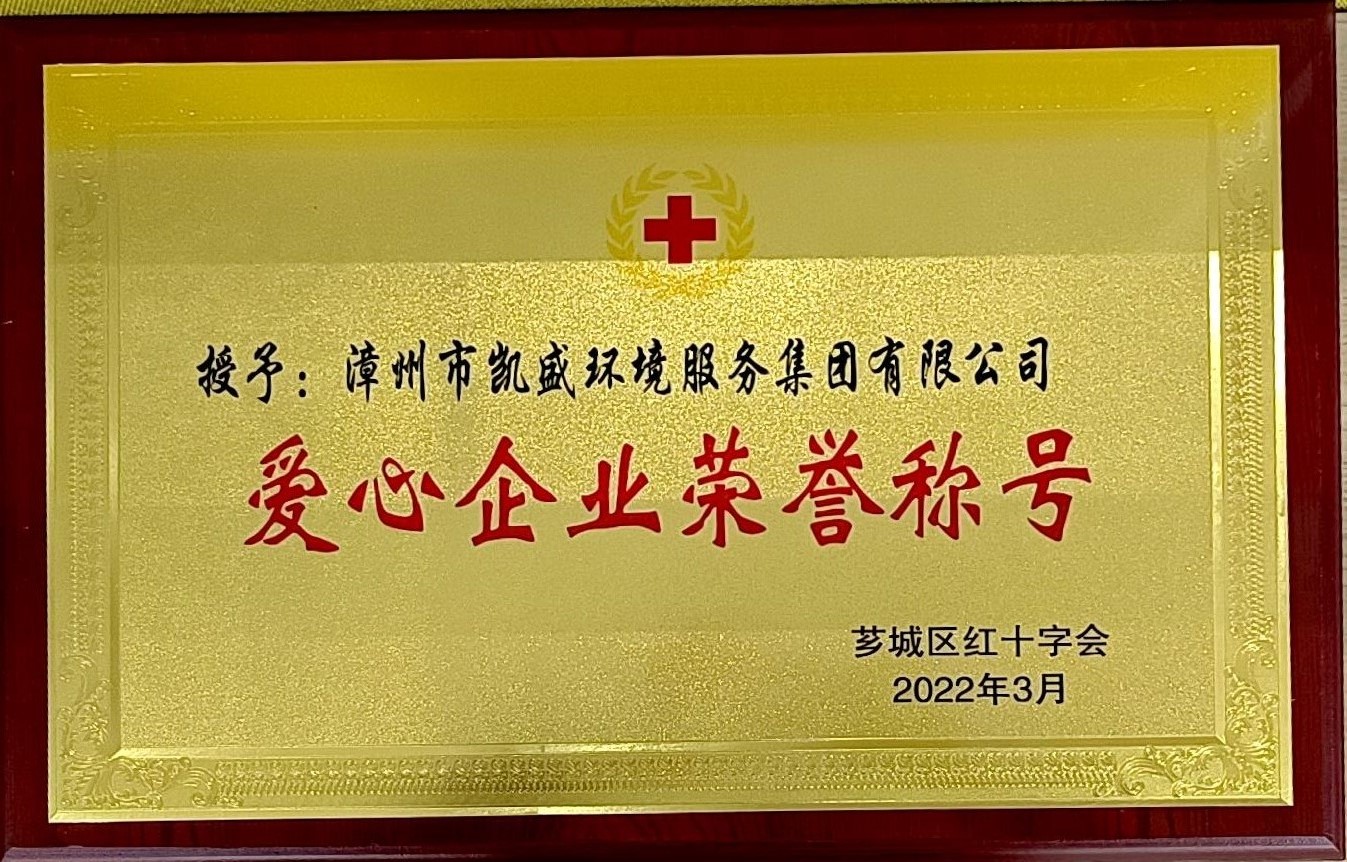 授予：漳州市凯盛环境服务集团有限公司
爱心企业荣誉称号
芗城区红十字会
2022年3月